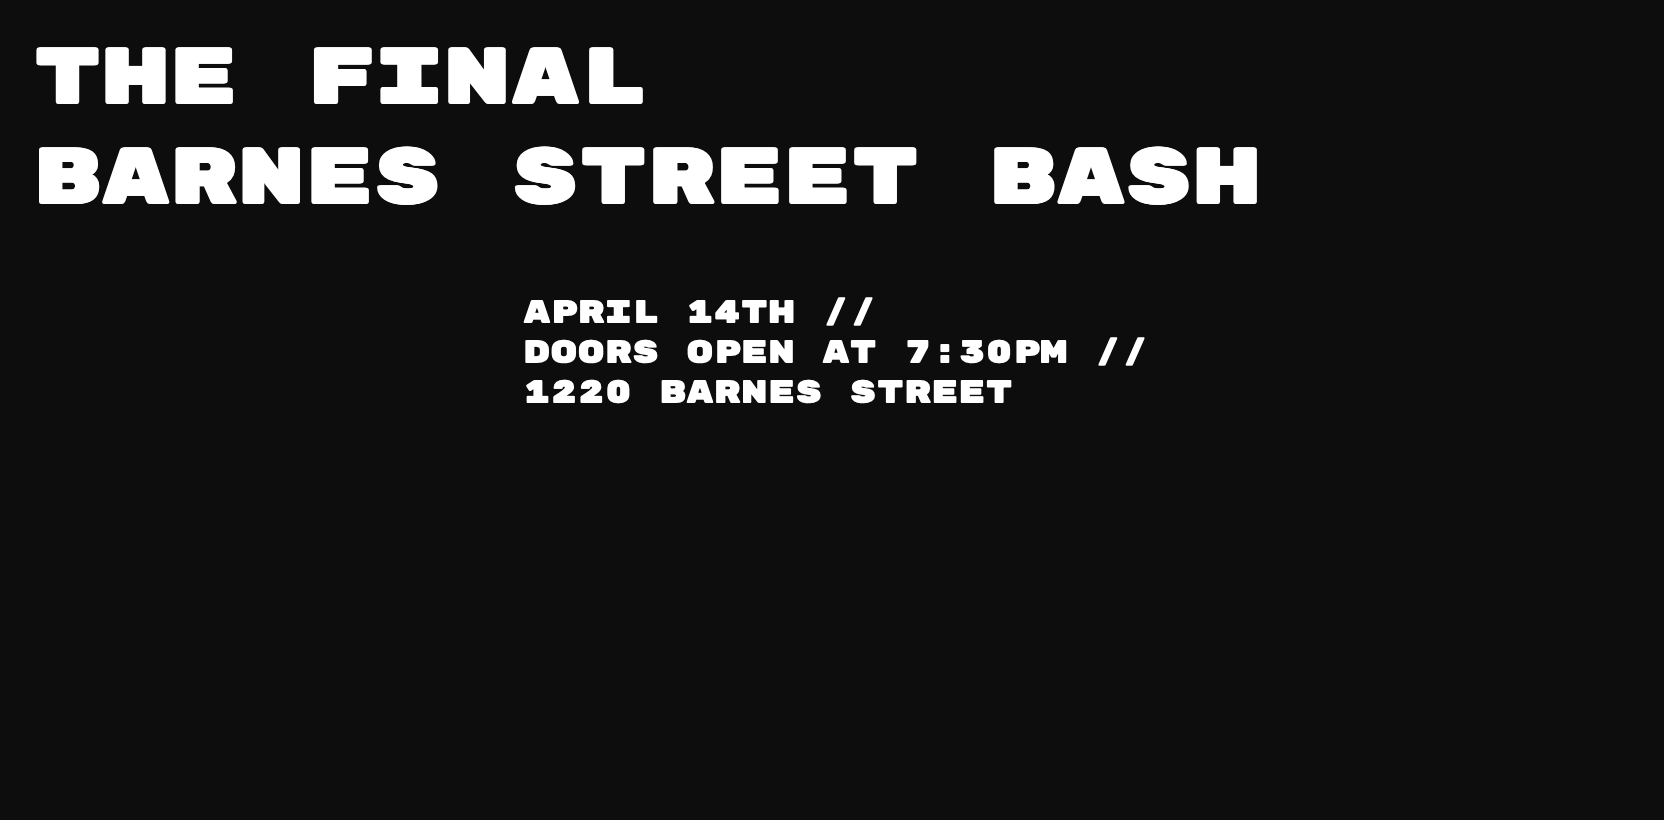 THE FINAL
BARNES STREET BASH
APRIL 14TH //
DOORS OPEN AT 7:30PM //
1220 BARNES STREET